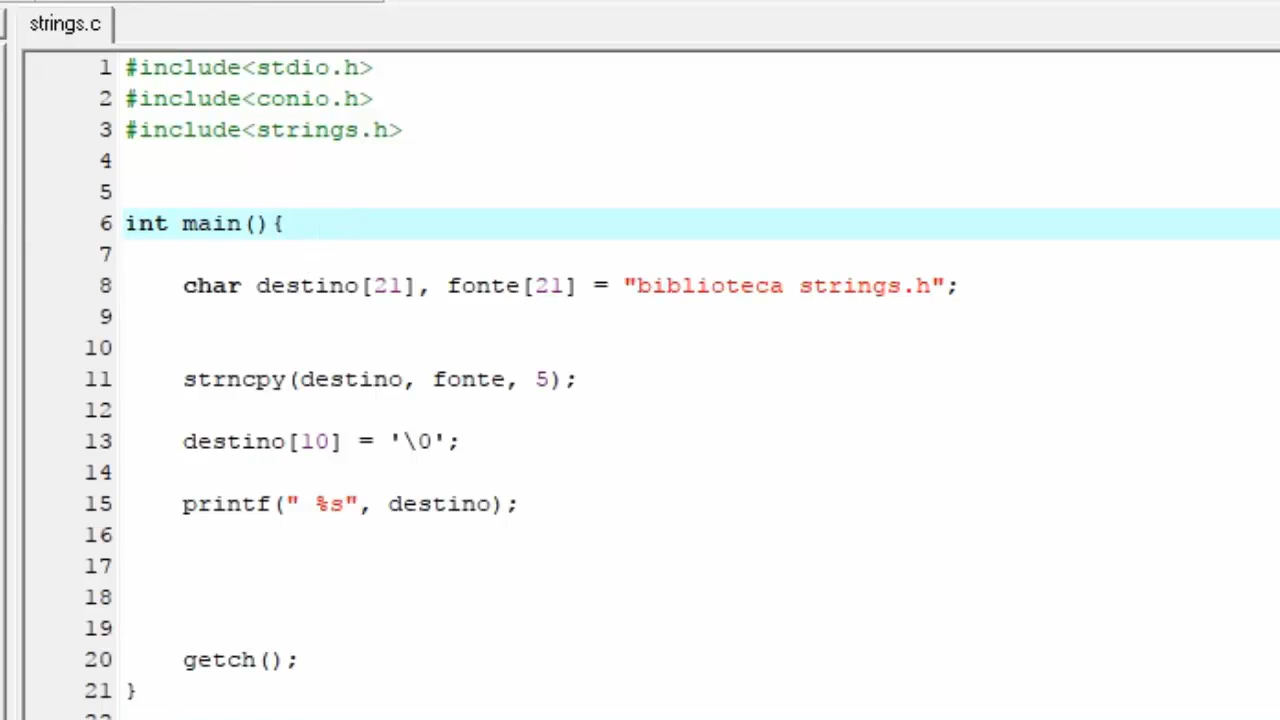 strings.c
1 #include<stdio.h>
2 #include<conio.h>
3 #include<strings.h>
4
5
6 int main(){
7
8 char destino[21], fonte[21] = "biblioteca strings.h";
9
10
11 strncpy(destino, fonte, 5);
12
13 destino[10] = '\0';
14
15 printf(" %s", destino);
16
17
18
19
20 getch();
21 }
22